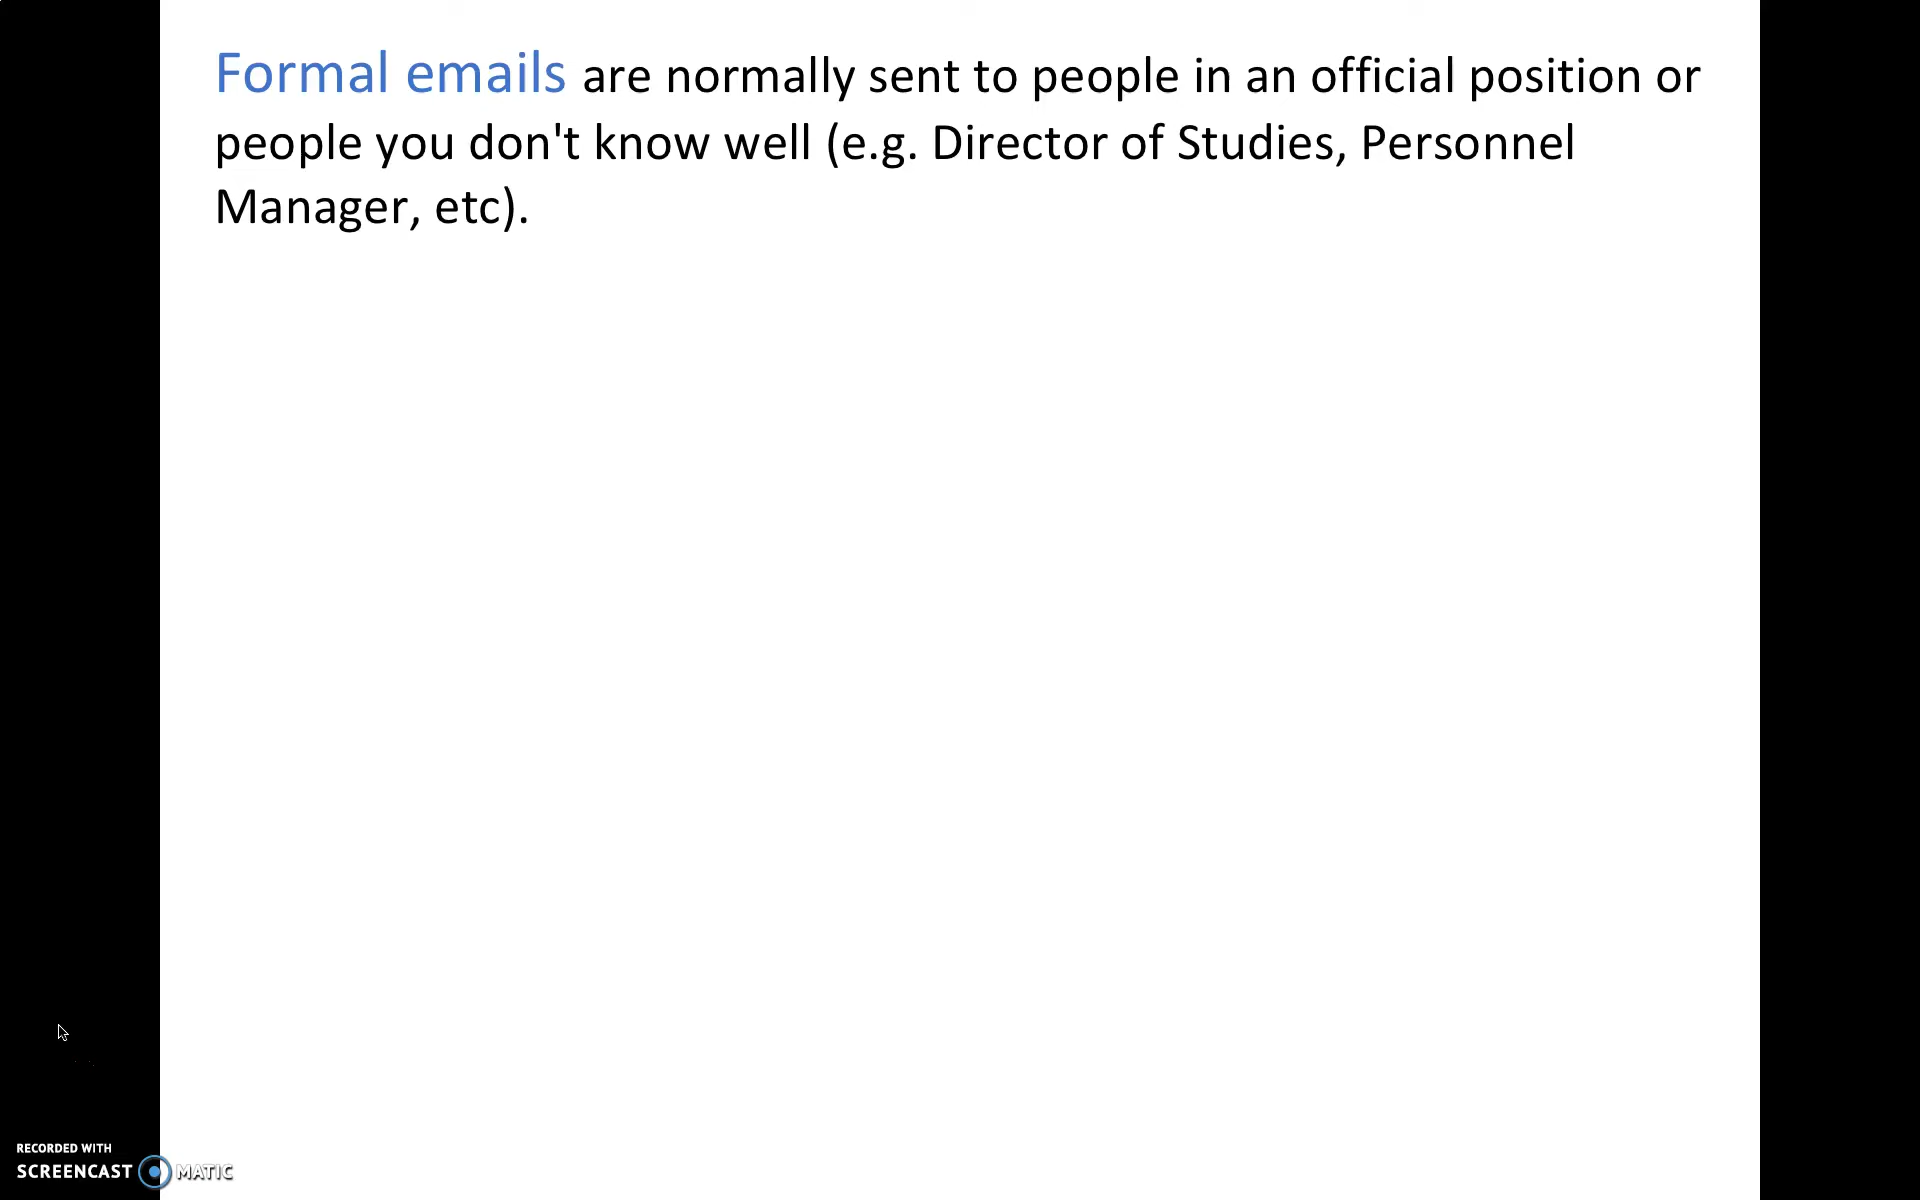 Formal emails are normally sent to people in an official position or
people you don't know well (e.g. Director of Studies, Personnel
Manager, etc).
RECORDED WITH
SCREENCAST MATIC